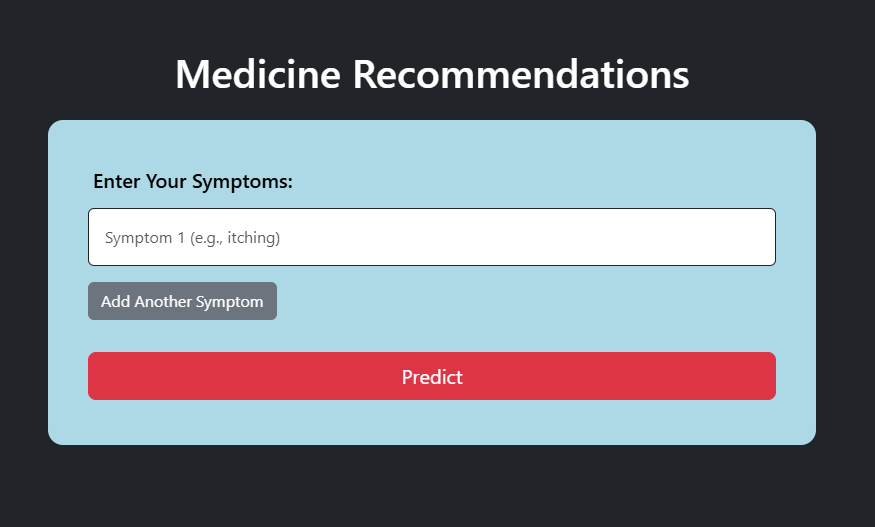 Medicine Recommendations
Enter Your Symptoms:
Symptom 1 (e.g., itching)
Add Another Symptom
Predict